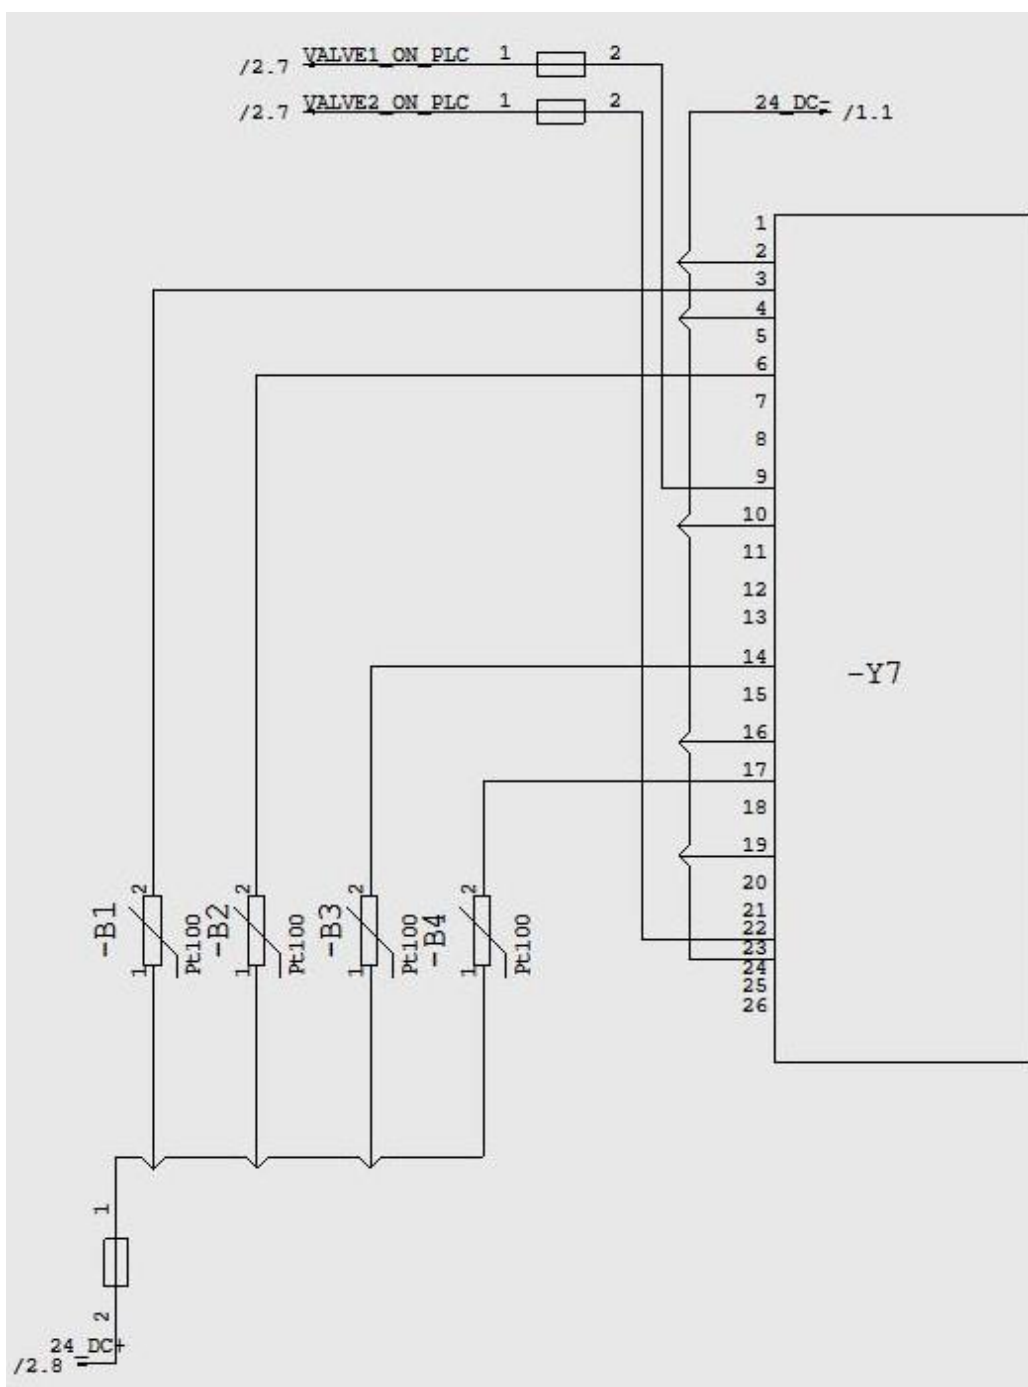 /2.7 VALVE1_ON_PLC 1 2
/2.7 VALVE2_ON_PLC 1 2
24_DC- /1.1
1
2
3
4
5
6
7
8
9
10
11
12
13
14
15
16
17
18
19
20
21
22
23
24
25
26
-Y7
2 2 2 2
-B1 Pt100
-B2 Pt100
-B3 Pt100
-B4 Pt100
1 1 1 1
1
2
24_DC+
/2.8